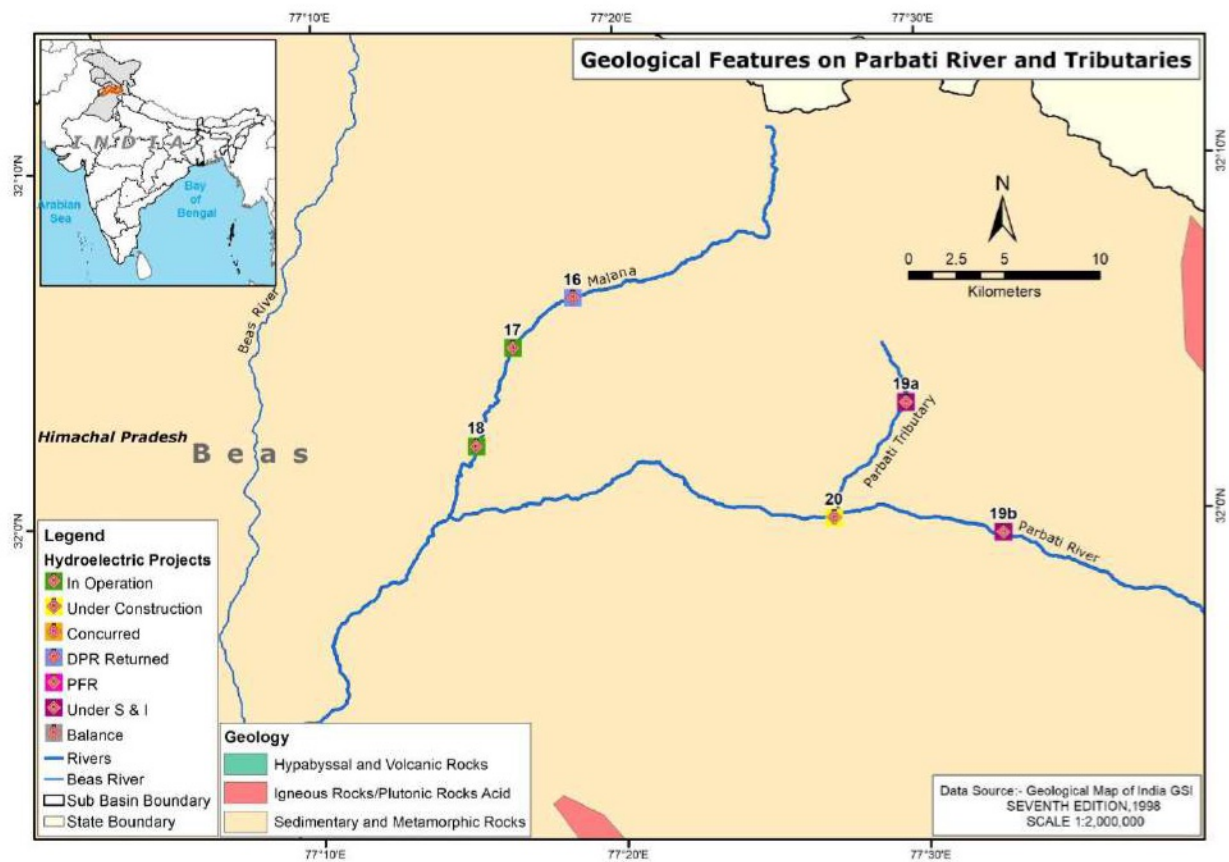 77°10'E
77°20'E
77°30'E
Geological Features on Parbati River and Tributaries
INDIA
Arabian
Sea
Bay
of
Bengal
32°10'N
32°10'N
N
0 2.5 5 10
Kilometers
16
Malana
17
Beas River
19a
Parbati Tributary
18
Himachal Pradesh
Beas
20
19b
Parbati River
32°0'N
32°0'N
Legend
Hydroelectric Projects
In Operation
Under Construction
Concurred
DPR Returned
PFR
Under S & I
Balance
Rivers
Beas River
Sub Basin Boundary
State Boundary
Geology
Hypabyssal and Volcanic Rocks
Igneous Rocks/Plutonic Rocks Acid
Sedimentary and Metamorphic Rocks
Data Source:- Geological Map of India GSI
SEVENTH EDITION,1998
SCALE 1:2,000,000
77°10'E
77°20'E
77°30'E